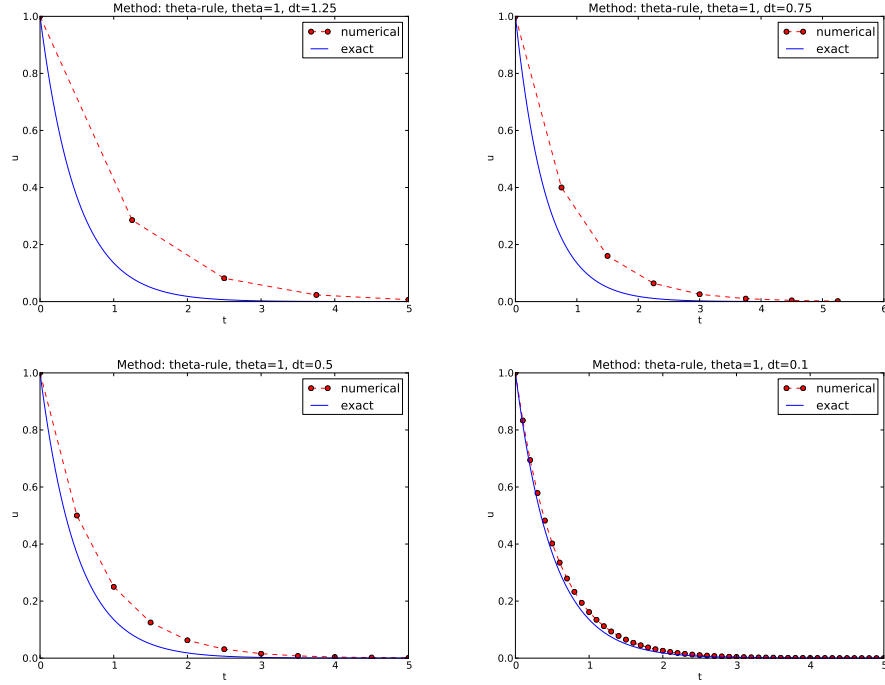 Method: theta-rule, theta=1, dt=1.25
numerical
exact
1.0
0.8
0.6
0.4
0.2
0.0
u
0 1 2 3 4 5
t
Method: theta-rule, theta=1, dt=0.75
numerical
exact
1.0
0.8
0.6
0.4
0.2
0.0
u
0 1 2 3 4 5 6
t
Method: theta-rule, theta=1, dt=0.5
numerical
exact
1.0
0.8
0.6
0.4
0.2
0.0
u
0 1 2 3 4 5
t
Method: theta-rule, theta=1, dt=0.1
numerical
exact
1.0
0.8
0.6
0.4
0.2
0.0
u
0 1 2 3 4 5
t